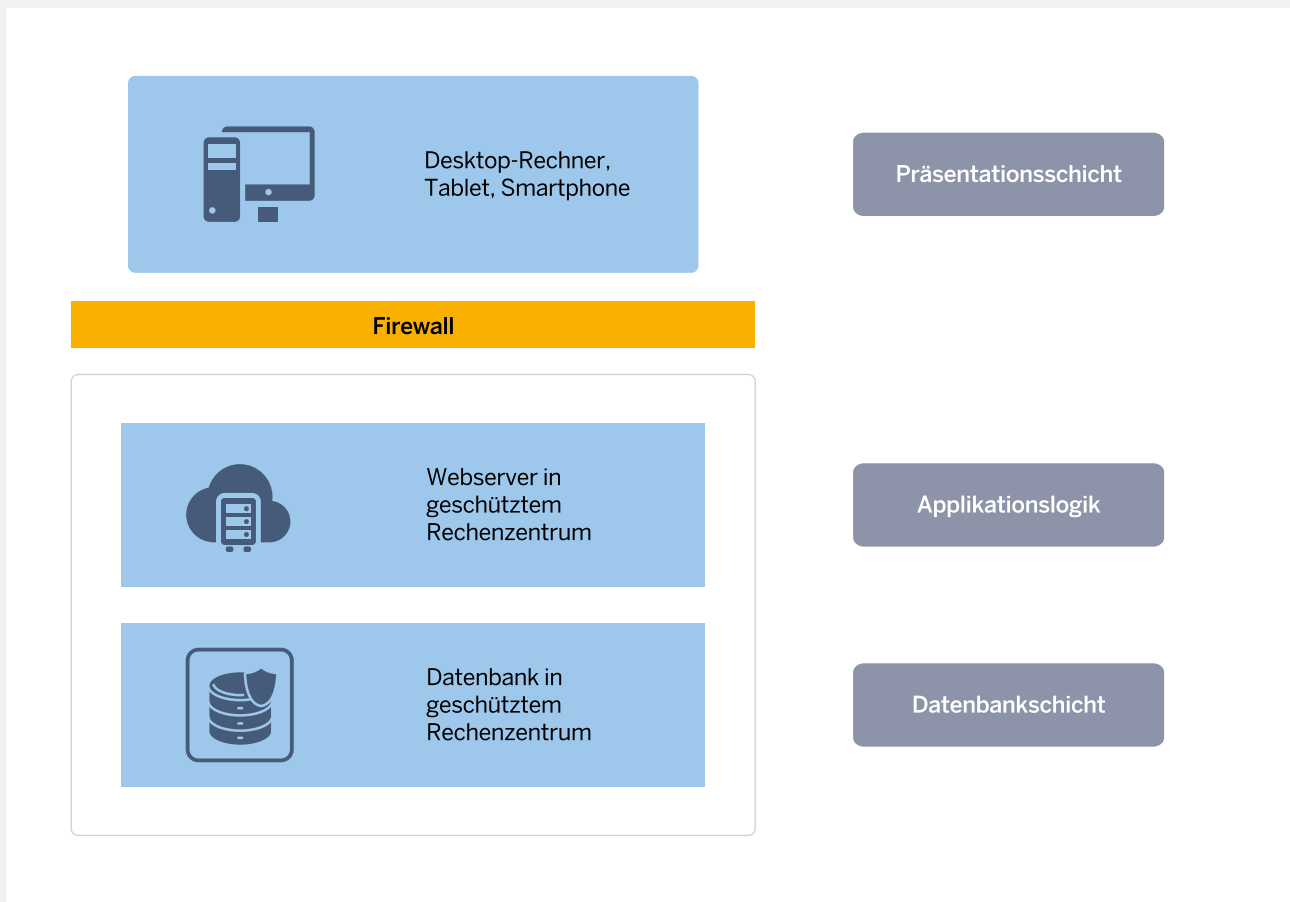 Desktop-Rechner,
Tablet, Smartphone
Präsentationsschicht
Firewall
Webserver in
geschütztem
Rechenzentrum
Applikationslogik
Datenbank in
geschütztem
Rechenzentrum
Datenbankschicht